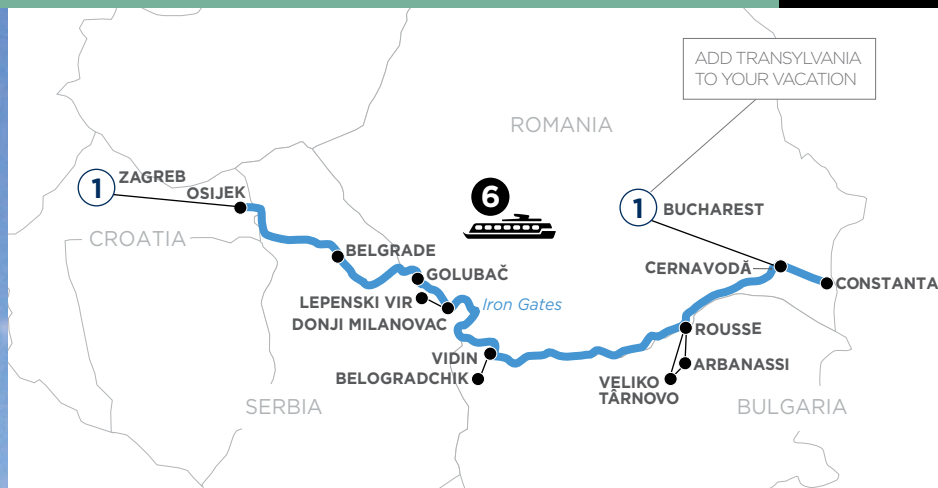 ADD TRANSYLVANIA
TO YOUR VACATION
ROMANIA
1
ZAGREB
OSIJEK
6
1
BUCHAREST
CROATIA
BELGRADE
GOLUBAČ
CERNAVODĂ
CONSTANTA
LEPENSKI VIR
Iron Gates
DONJI MILANOVAC
ROUSSE
VIDIN
ARBANASSI
BELOGRADCHIK
VELIKO
TÂRNOVO
SERBIA
BULGARIA